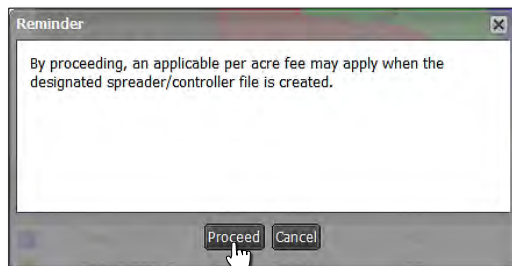 Reminder
By proceeding, an applicable per acre fee may apply when the
designated spreader/controller file is created.
Proceed Cancel